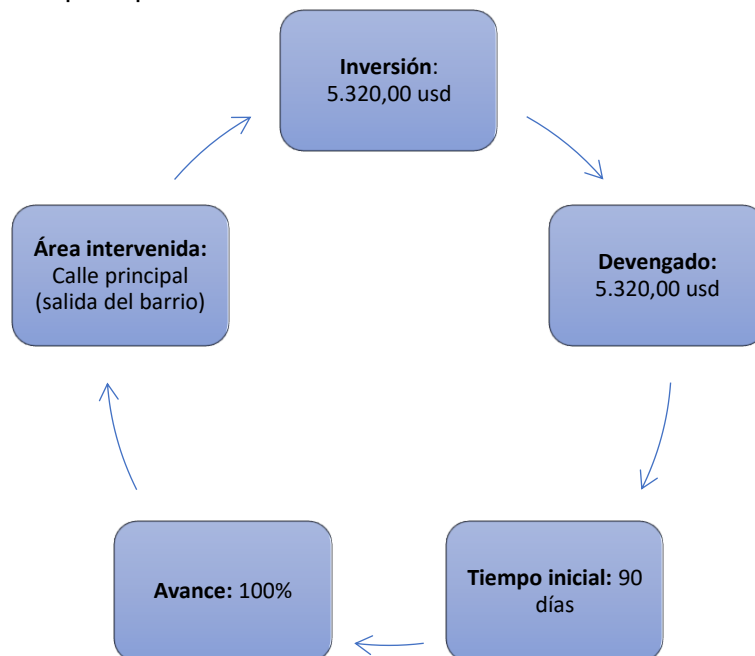 Inversión:
5.320,00 usd
Devengado:
5.320,00 usd
Tiempo inicial: 90
días
Avance: 100%
Área intervenida:
Calle principal
(salida del barrio)